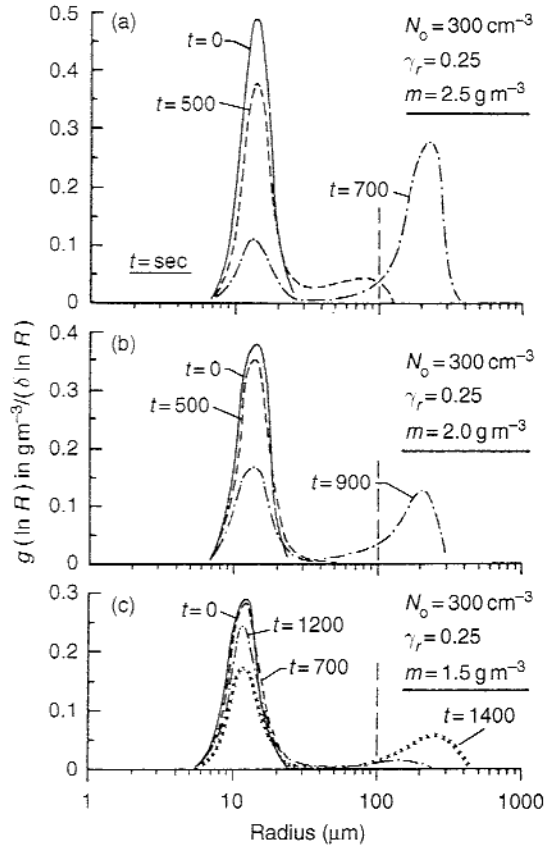 (a)
N₀ = 300 cm⁻³
γᵣ = 0.25
m = 2.5 g m⁻³
t = 0
t = 500
t = 700
t = sec
0.5
0.4
0.3
0.2
0.1
0
(b)
N₀ = 300 cm⁻³
γᵣ = 0.25
m = 2.0 g m⁻³
t = 0
t = 500
t = 900
0.4
0.3
0.2
0.1
0
g (ln R) in gm⁻³/(δ ln R)
(c)
N₀ = 300 cm⁻³
γᵣ = 0.25
m = 1.5 g m⁻³
t = 0
t = 1200
t = 700
t = 1400
0.3
0.2
0.1
0
1 10 100 1000
Radius (μm)